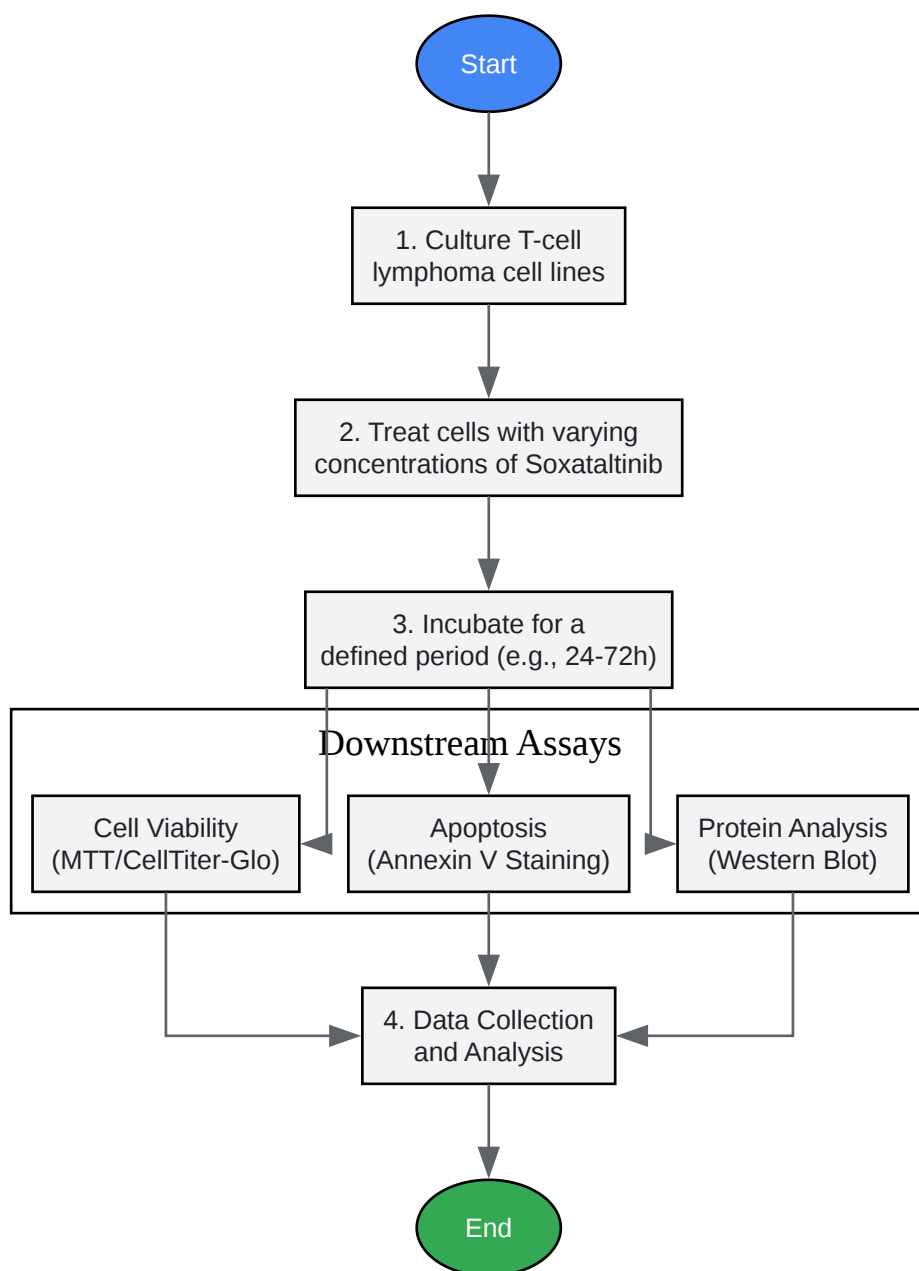 Start
1. Culture T-cell
lymphoma cell lines
2. Treat cells with varying
concentrations of Soxataltinib
3. Incubate for a
defined period (e.g., 24-72h)
Downstream Assays
Cell Viability
(MTT/CellTiter-Glo)
Apoptosis
(Annexin V Staining)
Protein Analysis
(Western Blot)
4. Data Collection
and Analysis
End